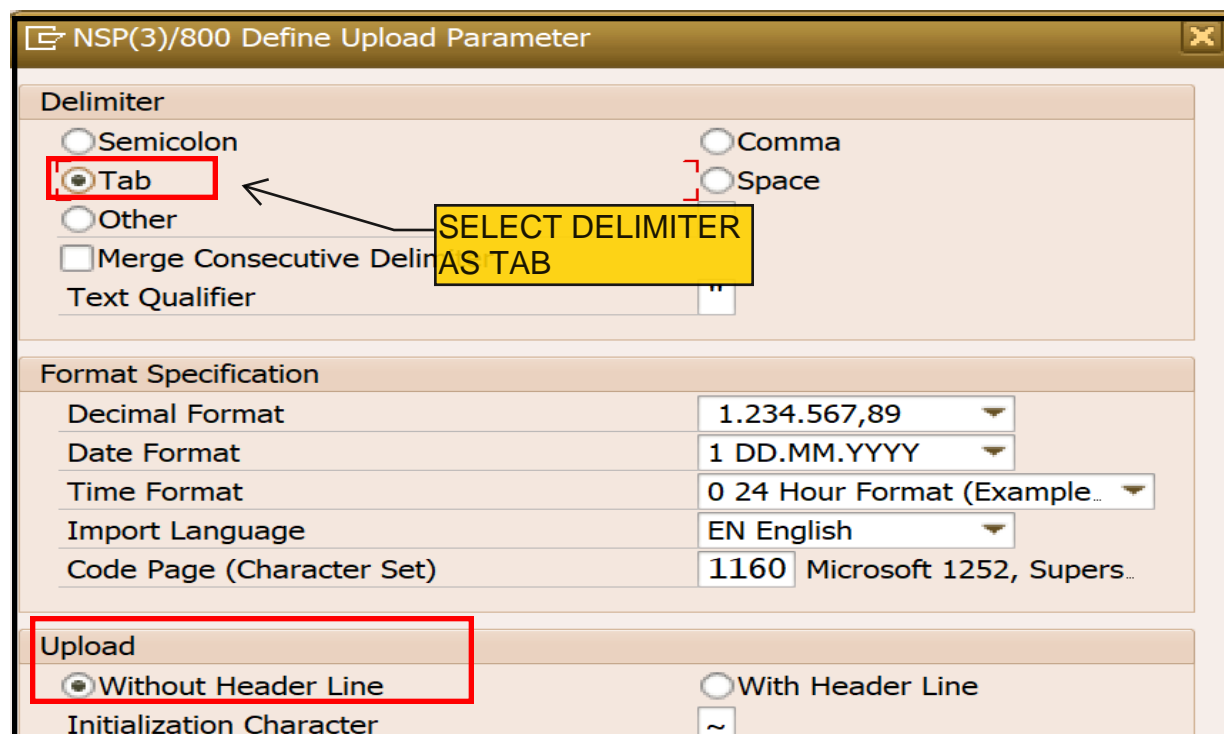 NSP(3)/800 Define Upload Parameter
Delimiter
Semicolon Comma
Tab Space
Other
SELECT DELIMITER
AS TAB
Merge Consecutive
Text Qualifier "
Format Specification
Decimal Format 1.234.567,89
Date Format 1 DD.MM.YYYY
Time Format 0 24 Hour Format (Example…
Import Language EN English
Code Page (Character Set) 1160 Microsoft 1252, Supers…
Upload
Without Header Line With Header Line
Initialization Character ~